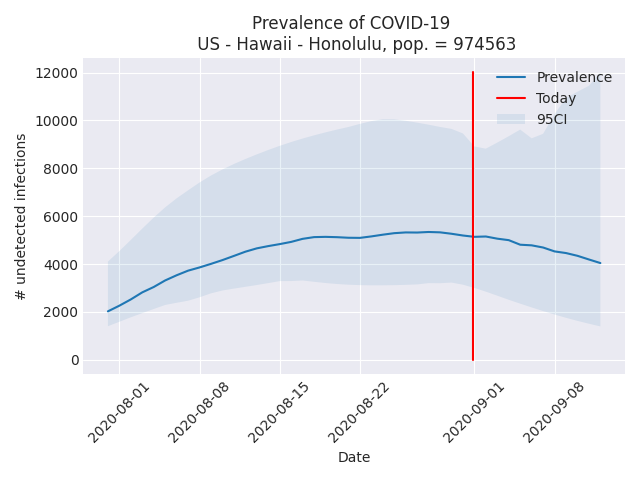 Prevalence of COVID-19
US - Hawaii - Honolulu, pop. = 974563
12000
10000
8000
6000
4000
2000
0
# undetected infections
Prevalence
Today
95CI
2020-08-01
2020-08-08
2020-08-15
2020-08-22
2020-09-01
2020-09-08
Date